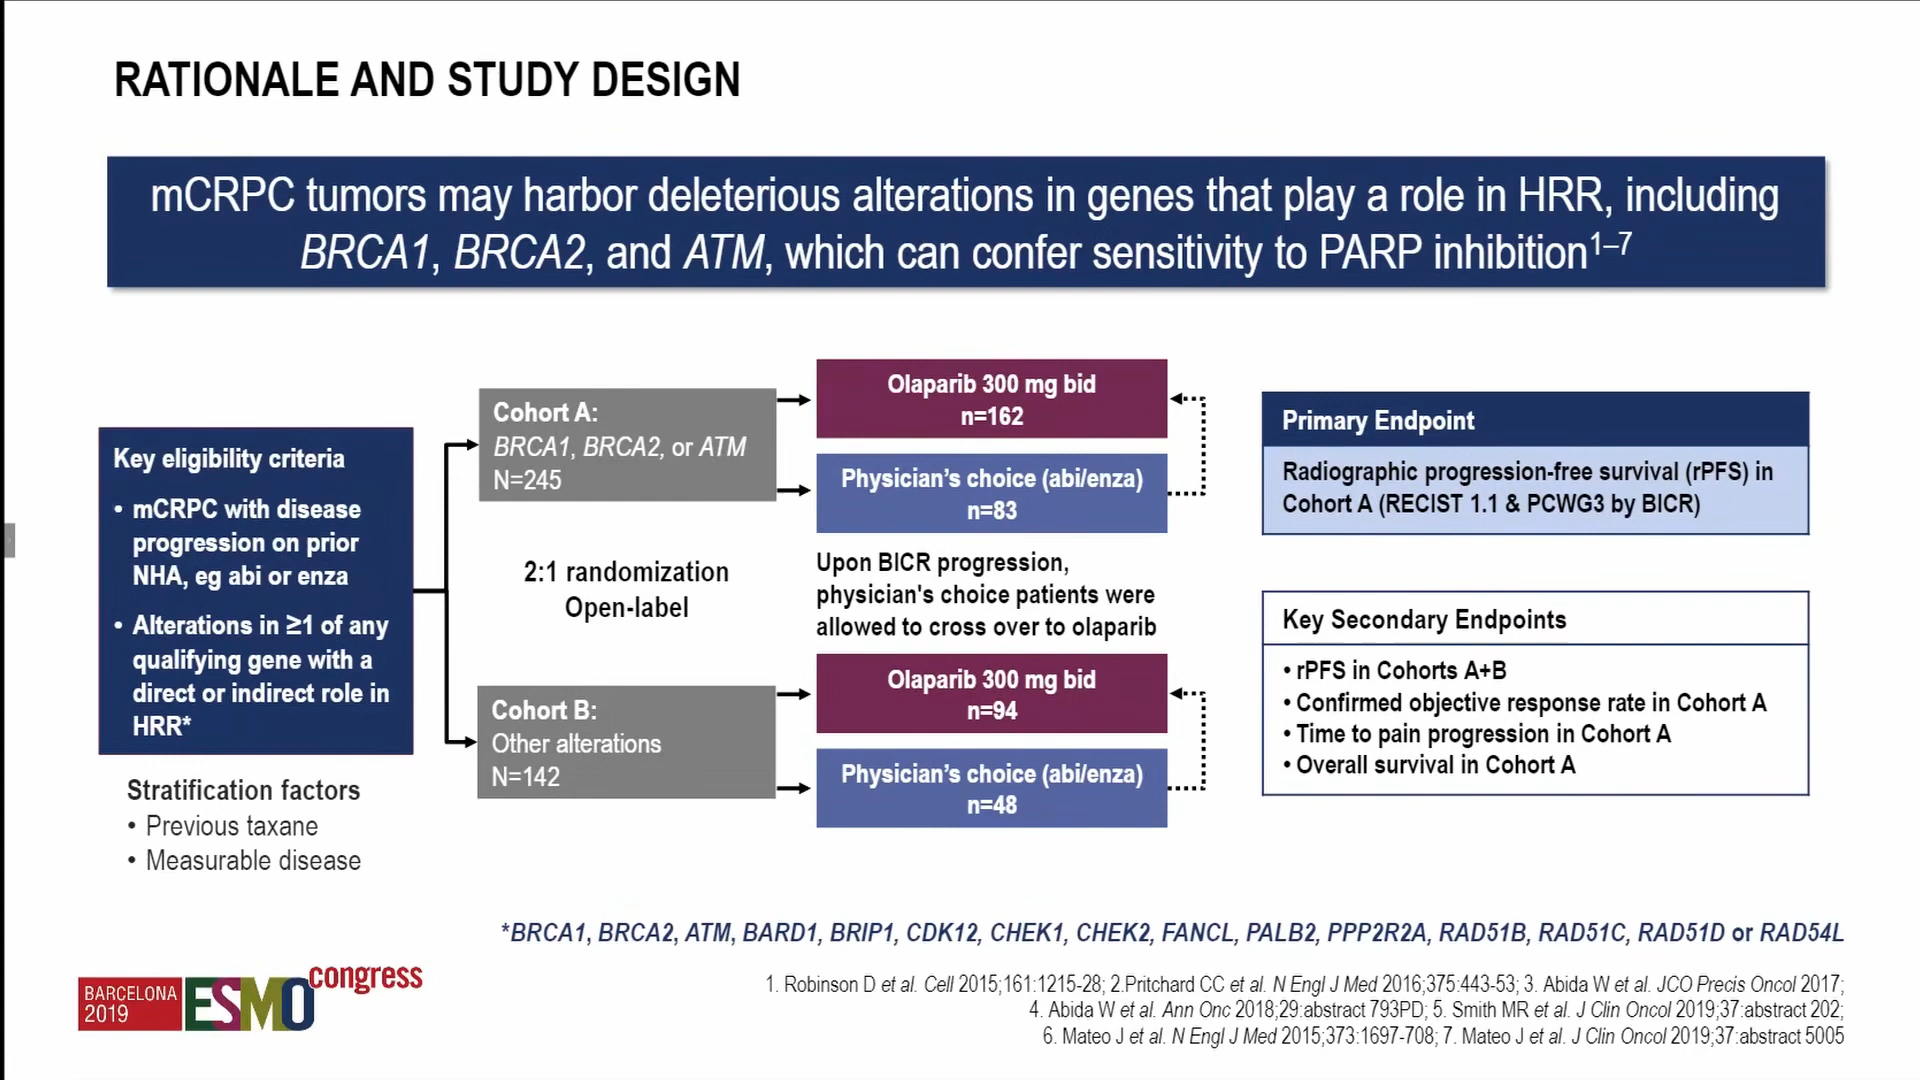 RATIONALE AND STUDY DESIGN
mCRPC tumors may harbor deleterious alterations in genes that play a role in HRR, including
BRCA1, BRCA2, and ATM, which can confer sensitivity to PARP inhibition1–7
Key eligibility criteria
• mCRPC with disease
progression on prior
NHA, eg abi or enza
• Alterations in ≥1 of any
qualifying gene with a
direct or indirect role in
HRR*
Stratification factors
• Previous taxane
• Measurable disease
Cohort A:
BRCA1, BRCA2, or ATM
N=245
2:1 randomization
Open-label
Cohort B:
Other alterations
N=142
Olaparib 300 mg bid
n=162
Physician’s choice (abi/enza)
n=83
Upon BICR progression,
physician's choice patients were
allowed to cross over to olaparib
Olaparib 300 mg bid
n=94
Physician’s choice (abi/enza)
n=48
Primary Endpoint
Radiographic progression-free survival (rPFS) in
Cohort A (RECIST 1.1 & PCWG3 by BICR)
Key Secondary Endpoints
• rPFS in Cohorts A+B
• Confirmed objective response rate in Cohort A
• Time to pain progression in Cohort A
• Overall survival in Cohort A
*BRCA1, BRCA2, ATM, BARD1, BRIP1, CDK12, CHEK1, CHEK2, FANCL, PALB2, PPP2R2A, RAD51B, RAD51C, RAD51D or RAD54L
BARCELONA
2019
ESMO
congress
1. Robinson D et al. Cell 2015;161:1215-28; 2.Pritchard CC et al. N Engl J Med 2016;375:443-53; 3. Abida W et al. JCO Precis Oncol 2017;
4. Abida W et al. Ann Onc 2018;29:abstract 793PD; 5. Smith MR et al. J Clin Oncol 2019;37:abstract 202;
6. Mateo J et al. N Engl J Med 2015;373:1697-708; 7. Mateo J et al. J Clin Oncol 2019;37:abstract 5005